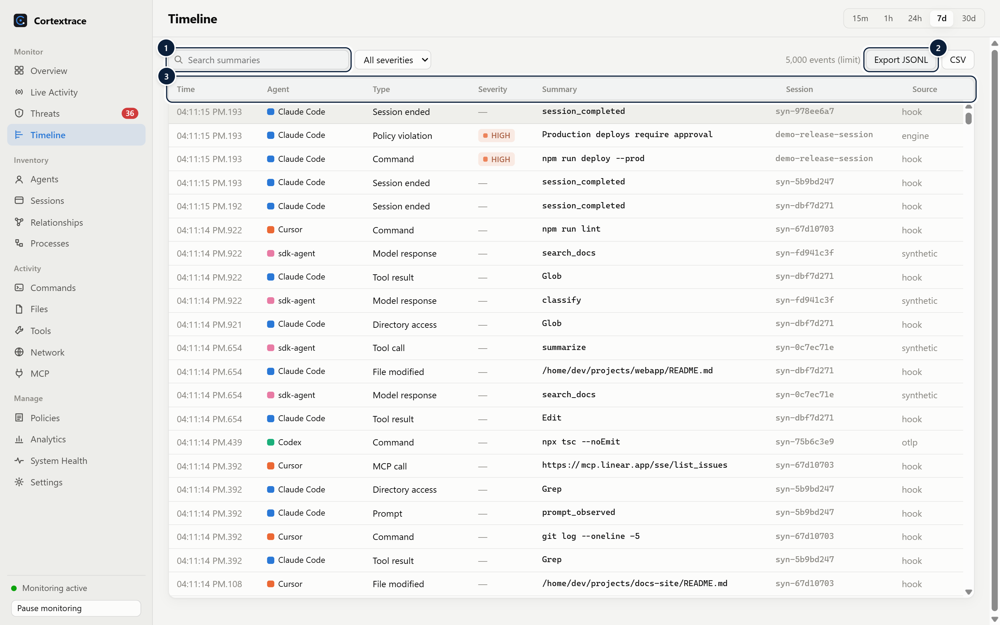 Cortextrace
Monitor
Overview
Live Activity
Threats 36
Timeline
Inventory
Agents
Sessions
Relationships
Processes
Activity
Commands
Files
Tools
Network
MCP
Manage
Policies
Analytics
System Health
Settings
Monitoring active
Pause monitoring
Timeline
15m 1h 24h 7d 30d
1 Search summaries All severities 5,000 events (limit) Export JSONL 2 CSV
3
Time Agent Type Severity Summary Session Source
04:11:15 PM.193 Claude Code Session ended — session_completed syn-978ee6a7 hook
04:11:15 PM.193 Claude Code Policy violation HIGH Production deploys require approval demo-release-session engine
04:11:15 PM.193 Claude Code Command HIGH npm run deploy --prod demo-release-session hook
04:11:15 PM.193 Claude Code Session ended — session_completed syn-5b9bd247 hook
04:11:15 PM.192 Claude Code Session ended — session_completed syn-dbf7d271 hook
04:11:14 PM.922 Cursor Command — npm run lint syn-67d10703 hook
04:11:14 PM.922 sdk-agent Model response — search_docs syn-fd941c3f synthetic
04:11:14 PM.922 Claude Code Tool result — Glob syn-dbf7d271 hook
04:11:14 PM.922 sdk-agent Model response — classify syn-fd941c3f synthetic
04:11:14 PM.921 Claude Code Directory access — Glob syn-dbf7d271 hook
04:11:14 PM.654 sdk-agent Tool call — summarize syn-0c7ec71e synthetic
04:11:14 PM.654 Claude Code File modified — /home/dev/projects/webapp/README.md syn-dbf7d271 hook
04:11:14 PM.654 sdk-agent Model response — search_docs syn-0c7ec71e synthetic
04:11:14 PM.654 Claude Code Tool result — Edit syn-dbf7d271 hook
04:11:14 PM.439 Codex Command — npx tsc --noEmit syn-75b6c3e9 otlp
04:11:14 PM.392 Cursor MCP call — https://mcp.linear.app/sse/list_issues syn-67d10703 hook
04:11:14 PM.392 Claude Code Directory access — Grep syn-5b9bd247 hook
04:11:14 PM.392 Claude Code Prompt — prompt_observed syn-5b9bd247 hook
04:11:14 PM.392 Cursor Command — git log --oneline -5 syn-67d10703 hook
04:11:14 PM.392 Claude Code Tool result — Grep syn-5b9bd247 hook
04:11:14 PM.108 Cursor File modified — /home/dev/projects/docs-site/README.md syn-67d10703 hook